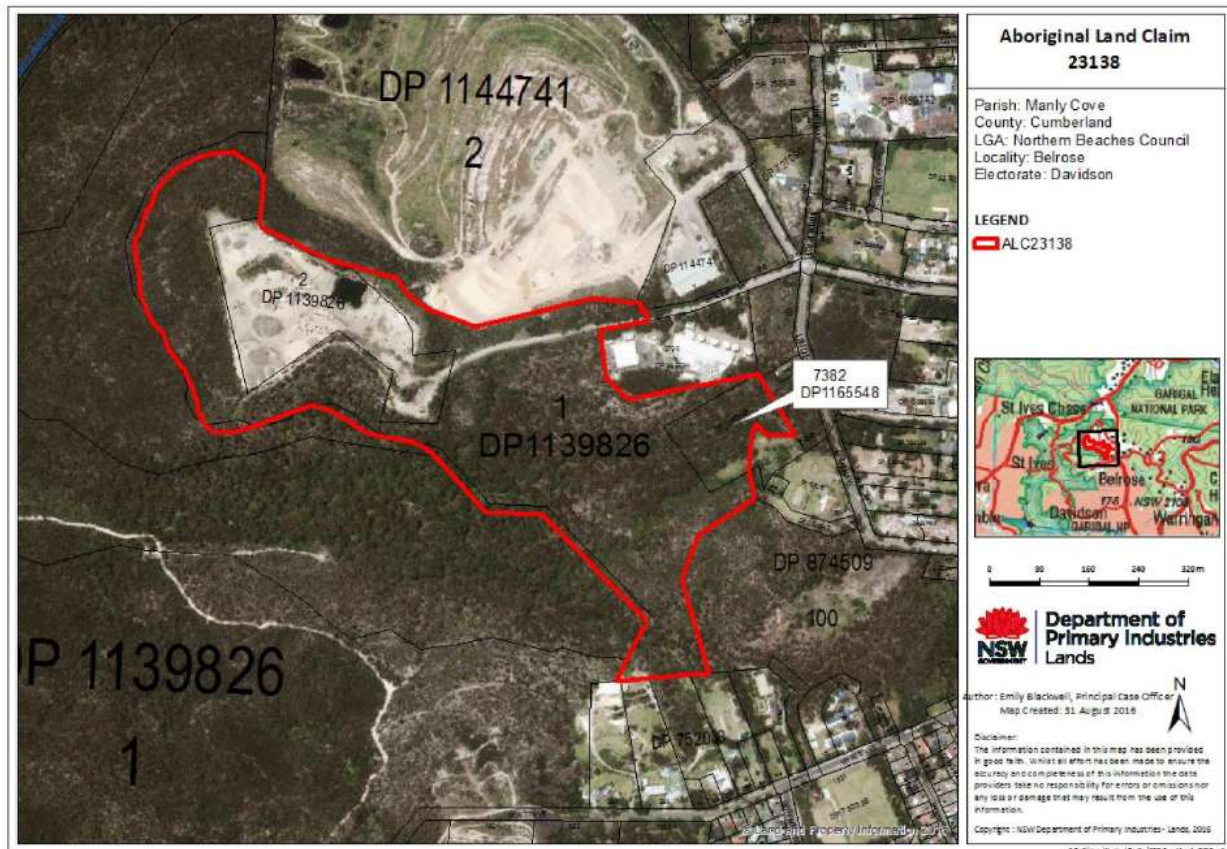 DP 1144741
2
2
DP 1139826
7382
DP1165548
1
DP1139826
DP 874509
100
DP 1139826
1
© Land and Property Information 2016
Aboriginal Land Claim
23138
Parish: Manly Cove
County: Cumberland
LGA: Northern Beaches Council
Locality: Belrose
Electorate: Davidson
LEGEND
ALC23138
St Ives Chase
GARIGAL
NATIONAL PARK
St Ives
Belrose
Davidson
0 80 160 240 320m
NSW
GOVERNMENT
Department of
Primary Industries
Lands
N
Author: Emily Blackwell, Principal Case Officer
Map Created: 31 August 2016
Disclaimer:
The information contained in this map has been provided
in good faith. Whilst all effort has been made to ensure the
accuracy and completeness of this information the data
providers take no responsibility for errors or omissions nor
any loss or damage that may result from the use of this
information.
Copyright: NSW Department of Primary Industries - Lands, 2016